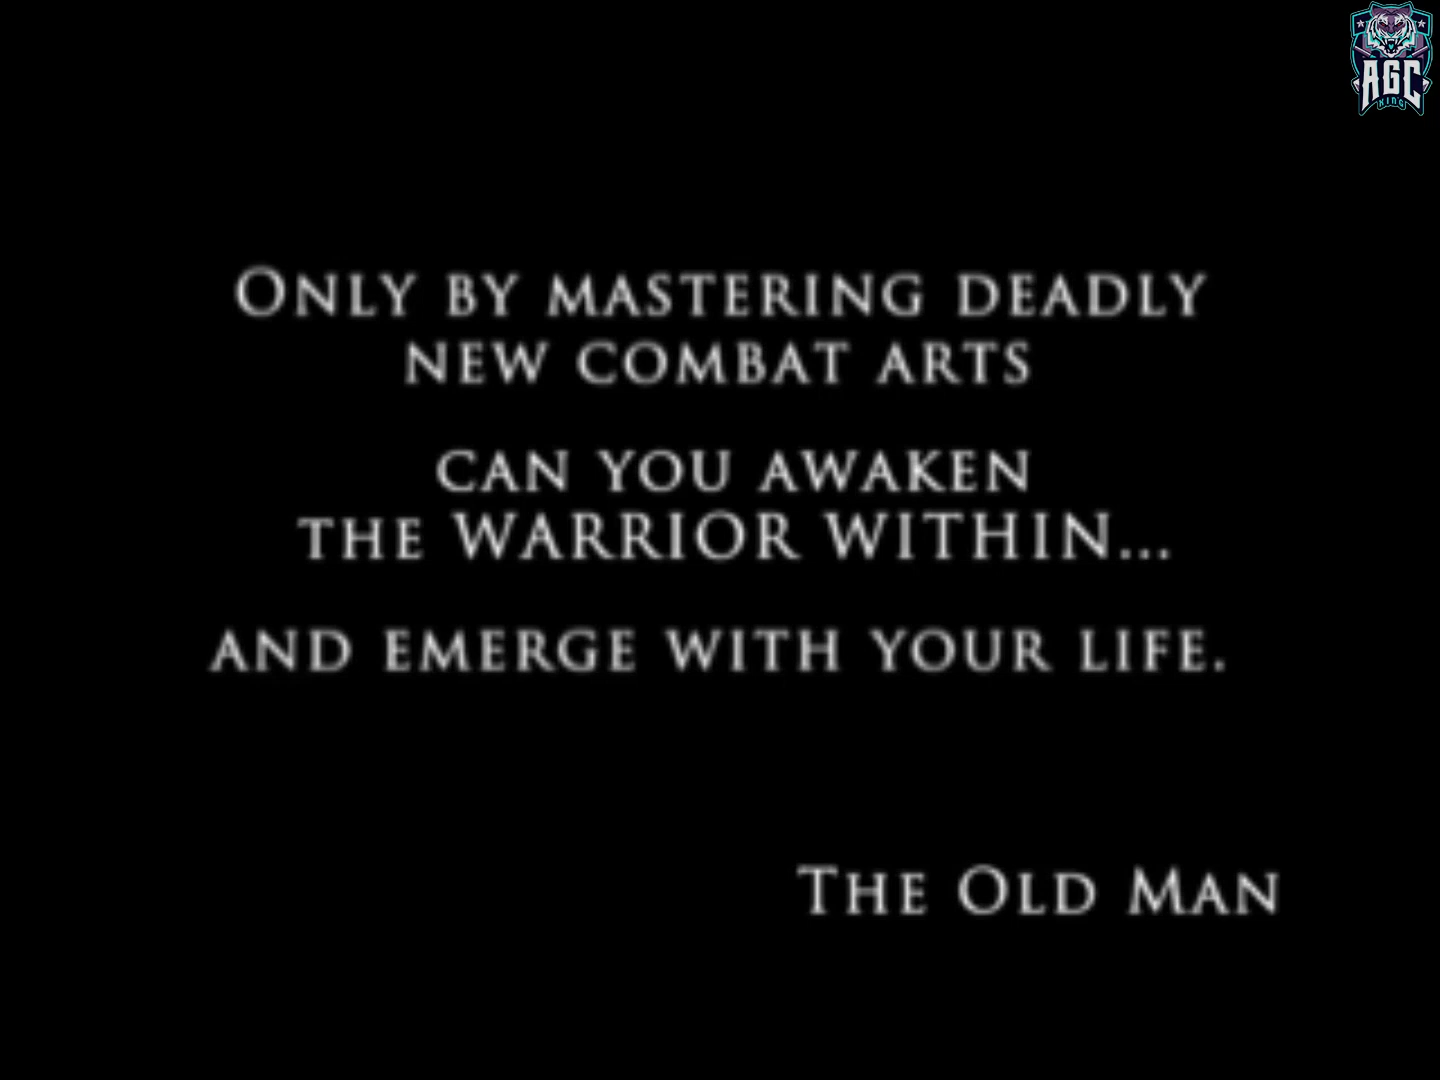 AGC
KING
ONLY BY MASTERING DEADLY
NEW COMBAT ARTS
CAN YOU AWAKEN
THE WARRIOR WITHIN...
AND EMERGE WITH YOUR LIFE.
THE OLD MAN